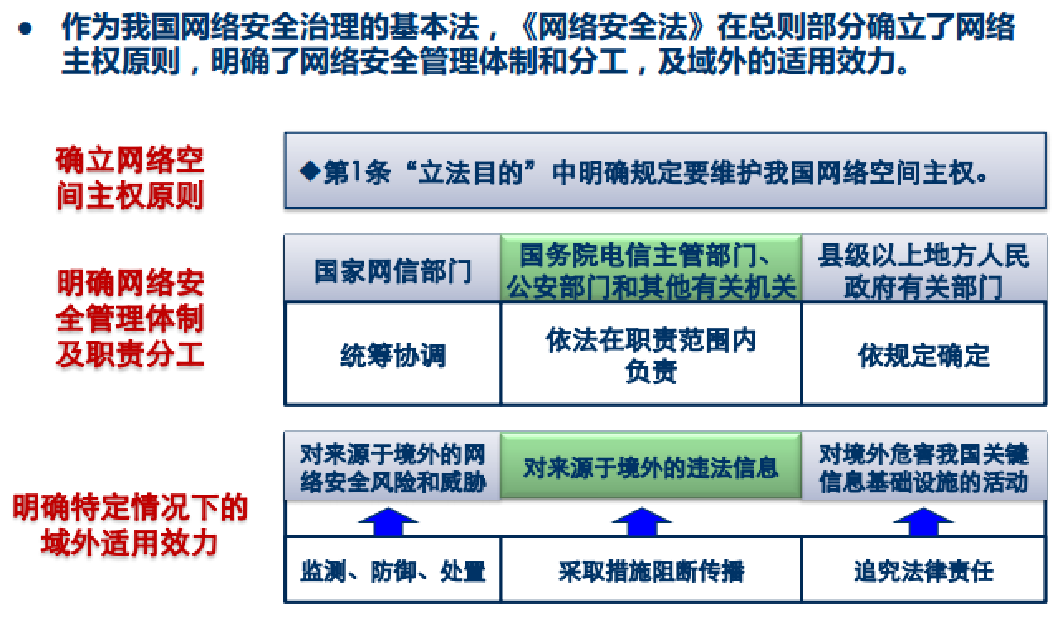 ● 作为我国网络安全治理的基本法，《网络安全法》在总则部分确立了网络
主权原则，明确了网络安全管理体制和分工，及域外的适用效力。
确立网络空
间主权原则
◆第1条“立法目的”中明确规定要维护我国网络空间主权。
明确网络安
全管理体制
及职责分工
国家网信部门
国务院电信主管部门、
公安部门和其他有关机关
县级以上地方人民
政府有关部门
统筹协调
依法在职责范围内
负责
依规定确定
明确特定情况下的
域外适用效力
对来源于境外的网
络安全风险和威胁
对来源于境外的违法信息
对境外危害我国关键
信息基础设施的活动
监测、防御、处置
采取措施阻断传播
追究法律责任